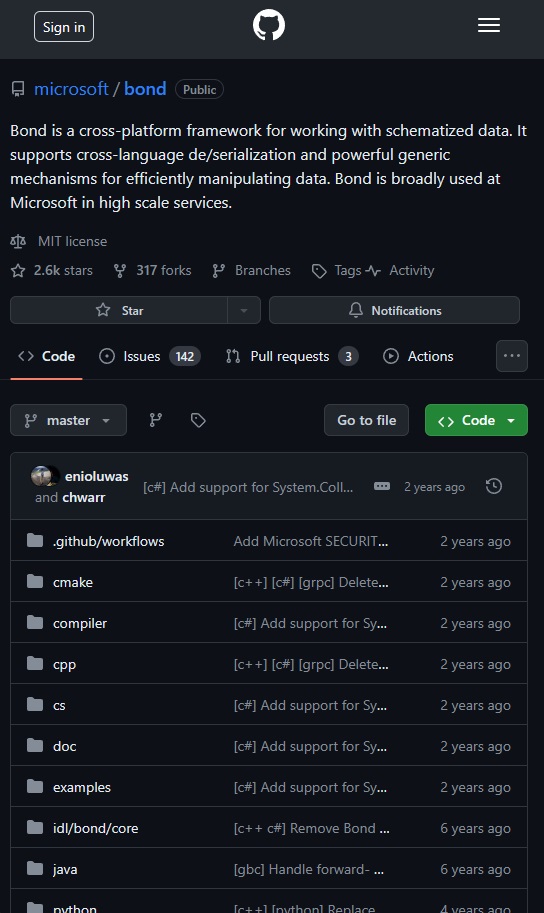 Sign in
microsoft / bond Public
Bond is a cross-platform framework for working with schematized data. It
supports cross-language de/serialization and powerful generic
mechanisms for efficiently manipulating data. Bond is broadly used at
Microsoft in high scale services.
MIT license
2.6k stars 317 forks Branches Tags Activity
Star Notifications
Code Issues 142 Pull requests 3 Actions ...
master Go to file Code
enioluwas
and chwarr [c#] Add support for System.Coll... ... 2 years ago
.github/workflows Add Microsoft SECURIT... 2 years ago
cmake [c++] [c#] [grpc] Delete... 2 years ago
compiler [c#] Add support for Sy... 2 years ago
cpp [c++] [c#] [grpc] Delete... 2 years ago
cs [c#] Add support for Sy... 2 years ago
doc [c#] Add support for Sy... 2 years ago
examples [c#] Add support for Sy... 2 years ago
idl/bond/core [c++ c#] Remove Bond ... 6 years ago
java [gbc] Handle forward- ... 6 years ago
python [c++] [python] Replace 4 years ago